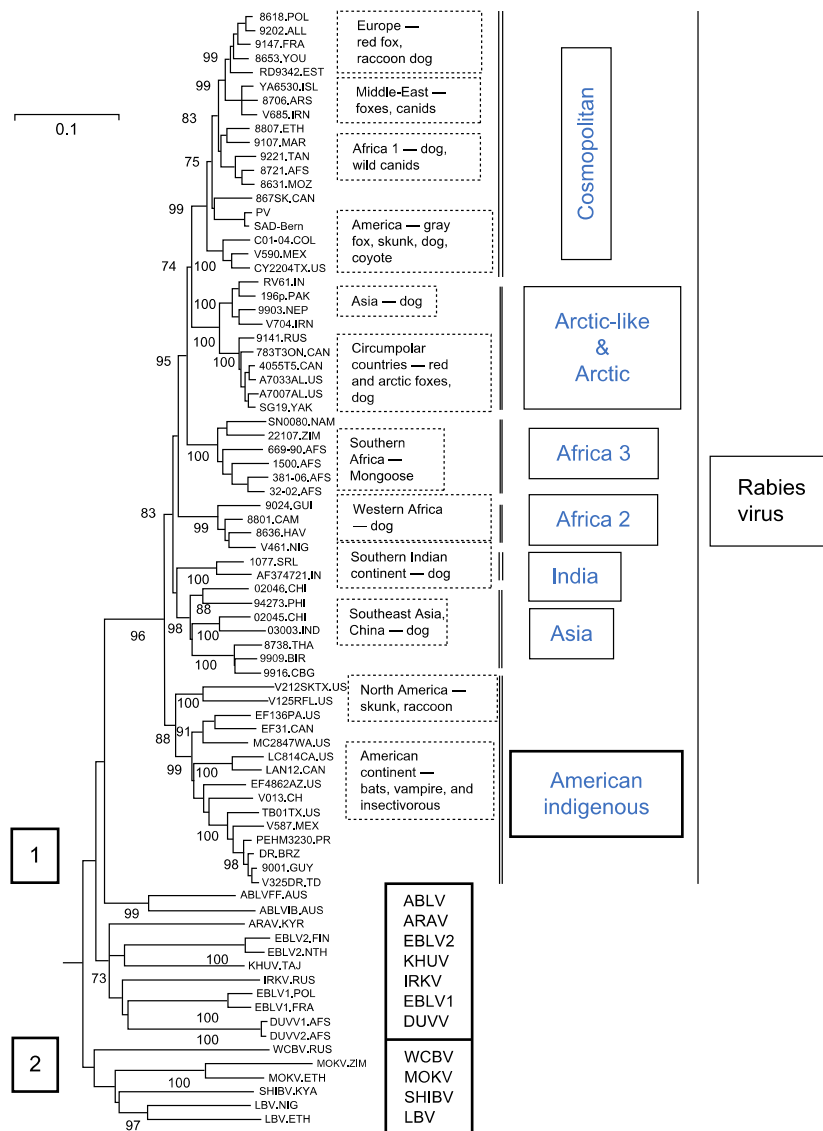 8618.POL
9202.ALL
9147.FRA
8653.YOU
RD9342.EST
YA6530.ISL
8706.ARS
V685.IRN
8807.ETH
9107.MAR
9221.TAN
8721.AFS
8631.MOZ
867SK.CAN
PV
SAD-Bern
C01-04.COL
V590.MEX
CY2204TX.US
RV61.IN
196p.PAK
9903.NEP
V704.IRN
9141.RUS
783T3ON.CAN
4055T5.CAN
A7033AL.US
A7007AL.US
SG19.YAK
SN0080.NAM
22107.ZIM
669-90.AFS
1500.AFS
381-06.AFS
32-02.AFS
9024.GUI
8801.CAM
8636.HAV
V461.NIG
1077.SRL
AF374721.IN
02046.CHI
94273.PHI
02045.CHI
03003.IND
8738.THA
9909.BIR
9916.CBG
V212SKTX.US
V125RFL.US
EF136PA.US
EF31.CAN
MC2847WA.US
LC814CA.US
LAN12.CAN
EF4862AZ.US
V013.CH
TB01TX.US
V587.MEX
PEHM3230.PR
DR.BRZ
9001.GUY
V325DR.TD
ABLVFF.AUS
ABLVIB.AUS
ARAV.KYR
EBLV2.FIN
EBLV2.NTH
KHUV.TAJ
IRKV.RUS
EBLV1.POL
EBLV1.FRA
DUVV1.AFS
DUVV2.AFS
WCBV.RUS
MOKV.ZIM
MOKV.ETH
SHIBV.KYA
LBV.NIG
LBV.ETH
0.1
99
99
83
75
99
100
74
100
100
100
95
100
83
99
100
88
98
100
100
96
100
91
88
99
100
100
98
99
100
73
100
100
100
97
1
2
Europe —
red fox,
raccoon dog
Middle-East —
foxes, canids
Africa 1 — dog,
wild canids
America — gray
fox, skunk, dog,
coyote
Asia — dog
Circumpolar
countries — red
and arctic foxes,
dog
Southern
Africa —
Mongoose
Western Africa
— dog
Southern Indian
continent — dog
Southeast Asia,
China — dog
North America —
skunk, raccoon
American
continent —
bats, vampire, and
insectivorous
Cosmopolitan
Arctic-like
&
Arctic
Africa 3
Africa 2
India
Asia
American
indigenous
Rabies
virus
ABLV
ARAV
EBLV2
KHUV
IRKV
EBLV1
DUVV
WCBV
MOKV
SHIBV
LBV